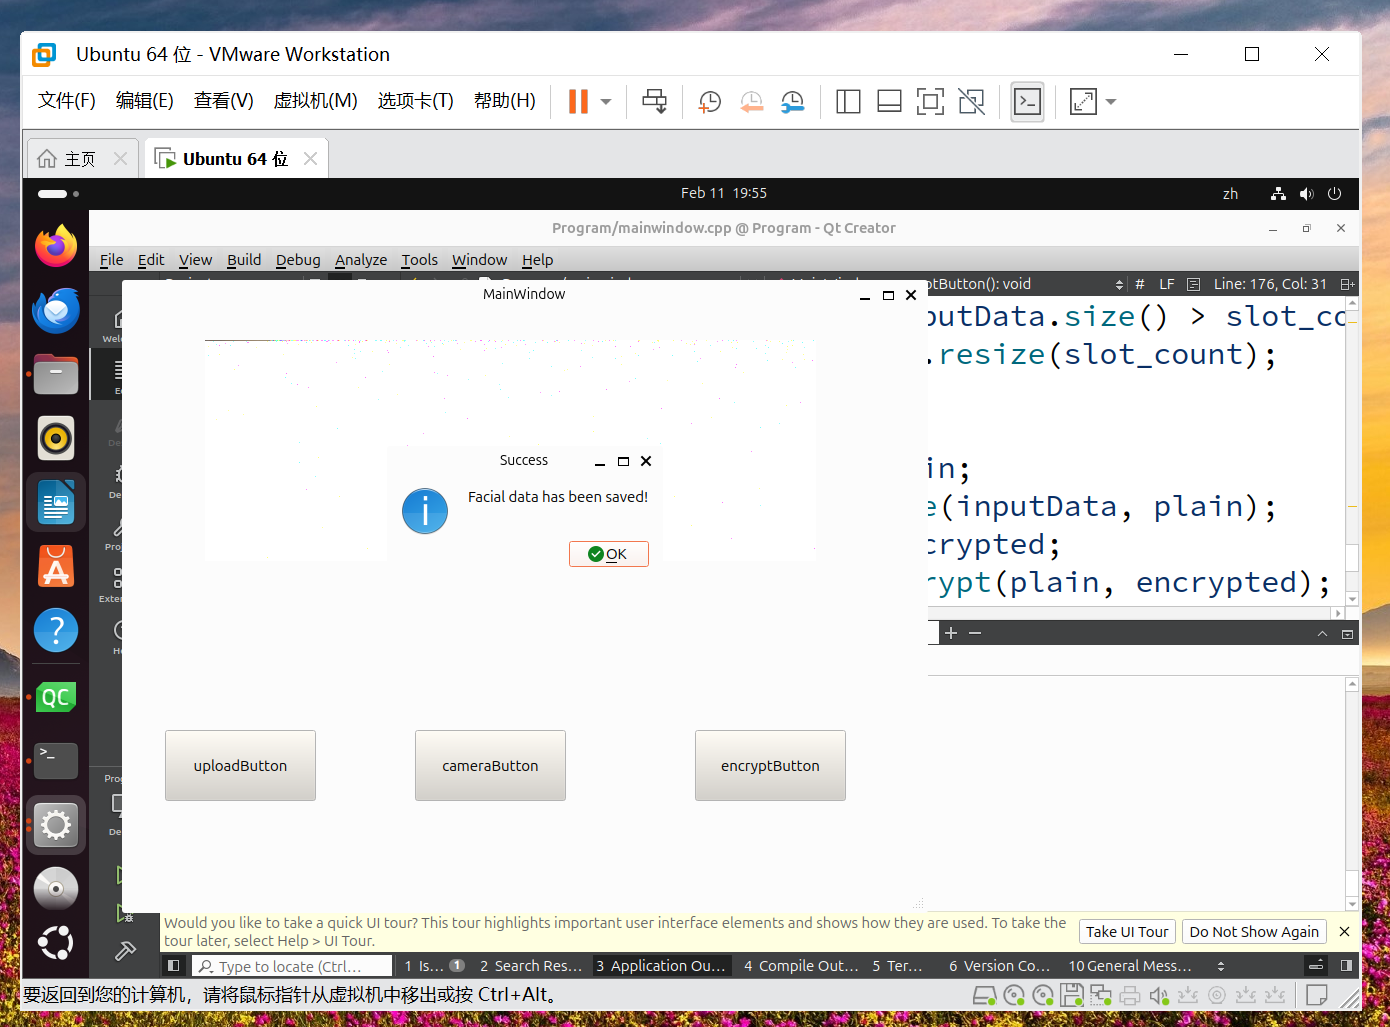 Ubuntu 64 位 - VMware Workstation
文件(F) 编辑(E) 查看(V) 虚拟机(M) 选项卡(T) 帮助(H)
主页 Ubuntu 64 位
Feb 11 19:55 zh
Program/mainwindow.cpp @ Program - Qt Creator
File Edit View Build Debug Analyze Tools Window Help
ptButton(): void # LF Line: 176, Col: 31
MainWindow
putData.size() > slot_co
.resize(slot_count);
Success
Facial data has been saved!
OK
in;
e(inputData, plain);
crypted;
rypt(plain, encrypted);
uploadButton cameraButton encryptButton
Would you like to take a quick UI tour? This tour highlights important user interface elements and shows how they are used. To take the
tour later, select Help > UI Tour.
Take UI Tour Do Not Show Again
Type to locate (Ctrl... 1 Is... 1 2 Search Res... 3 Application Ou... 4 Compile Out... 5 Ter... 6 Version Co... 10 General Mess...
要返回到您的计算机，请将鼠标指针从虚拟机中移出或按 Ctrl+Alt。